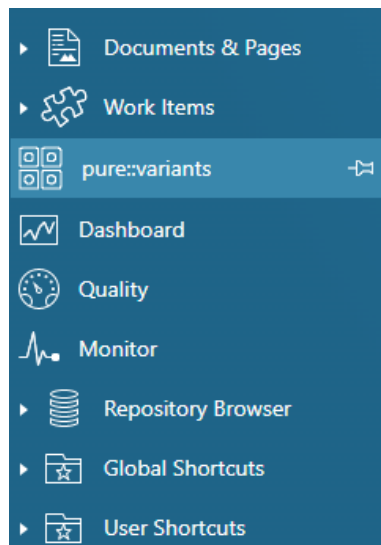 Documents & Pages
Work Items
pure::variants
Dashboard
Quality
Monitor
Repository Browser
Global Shortcuts
User Shortcuts